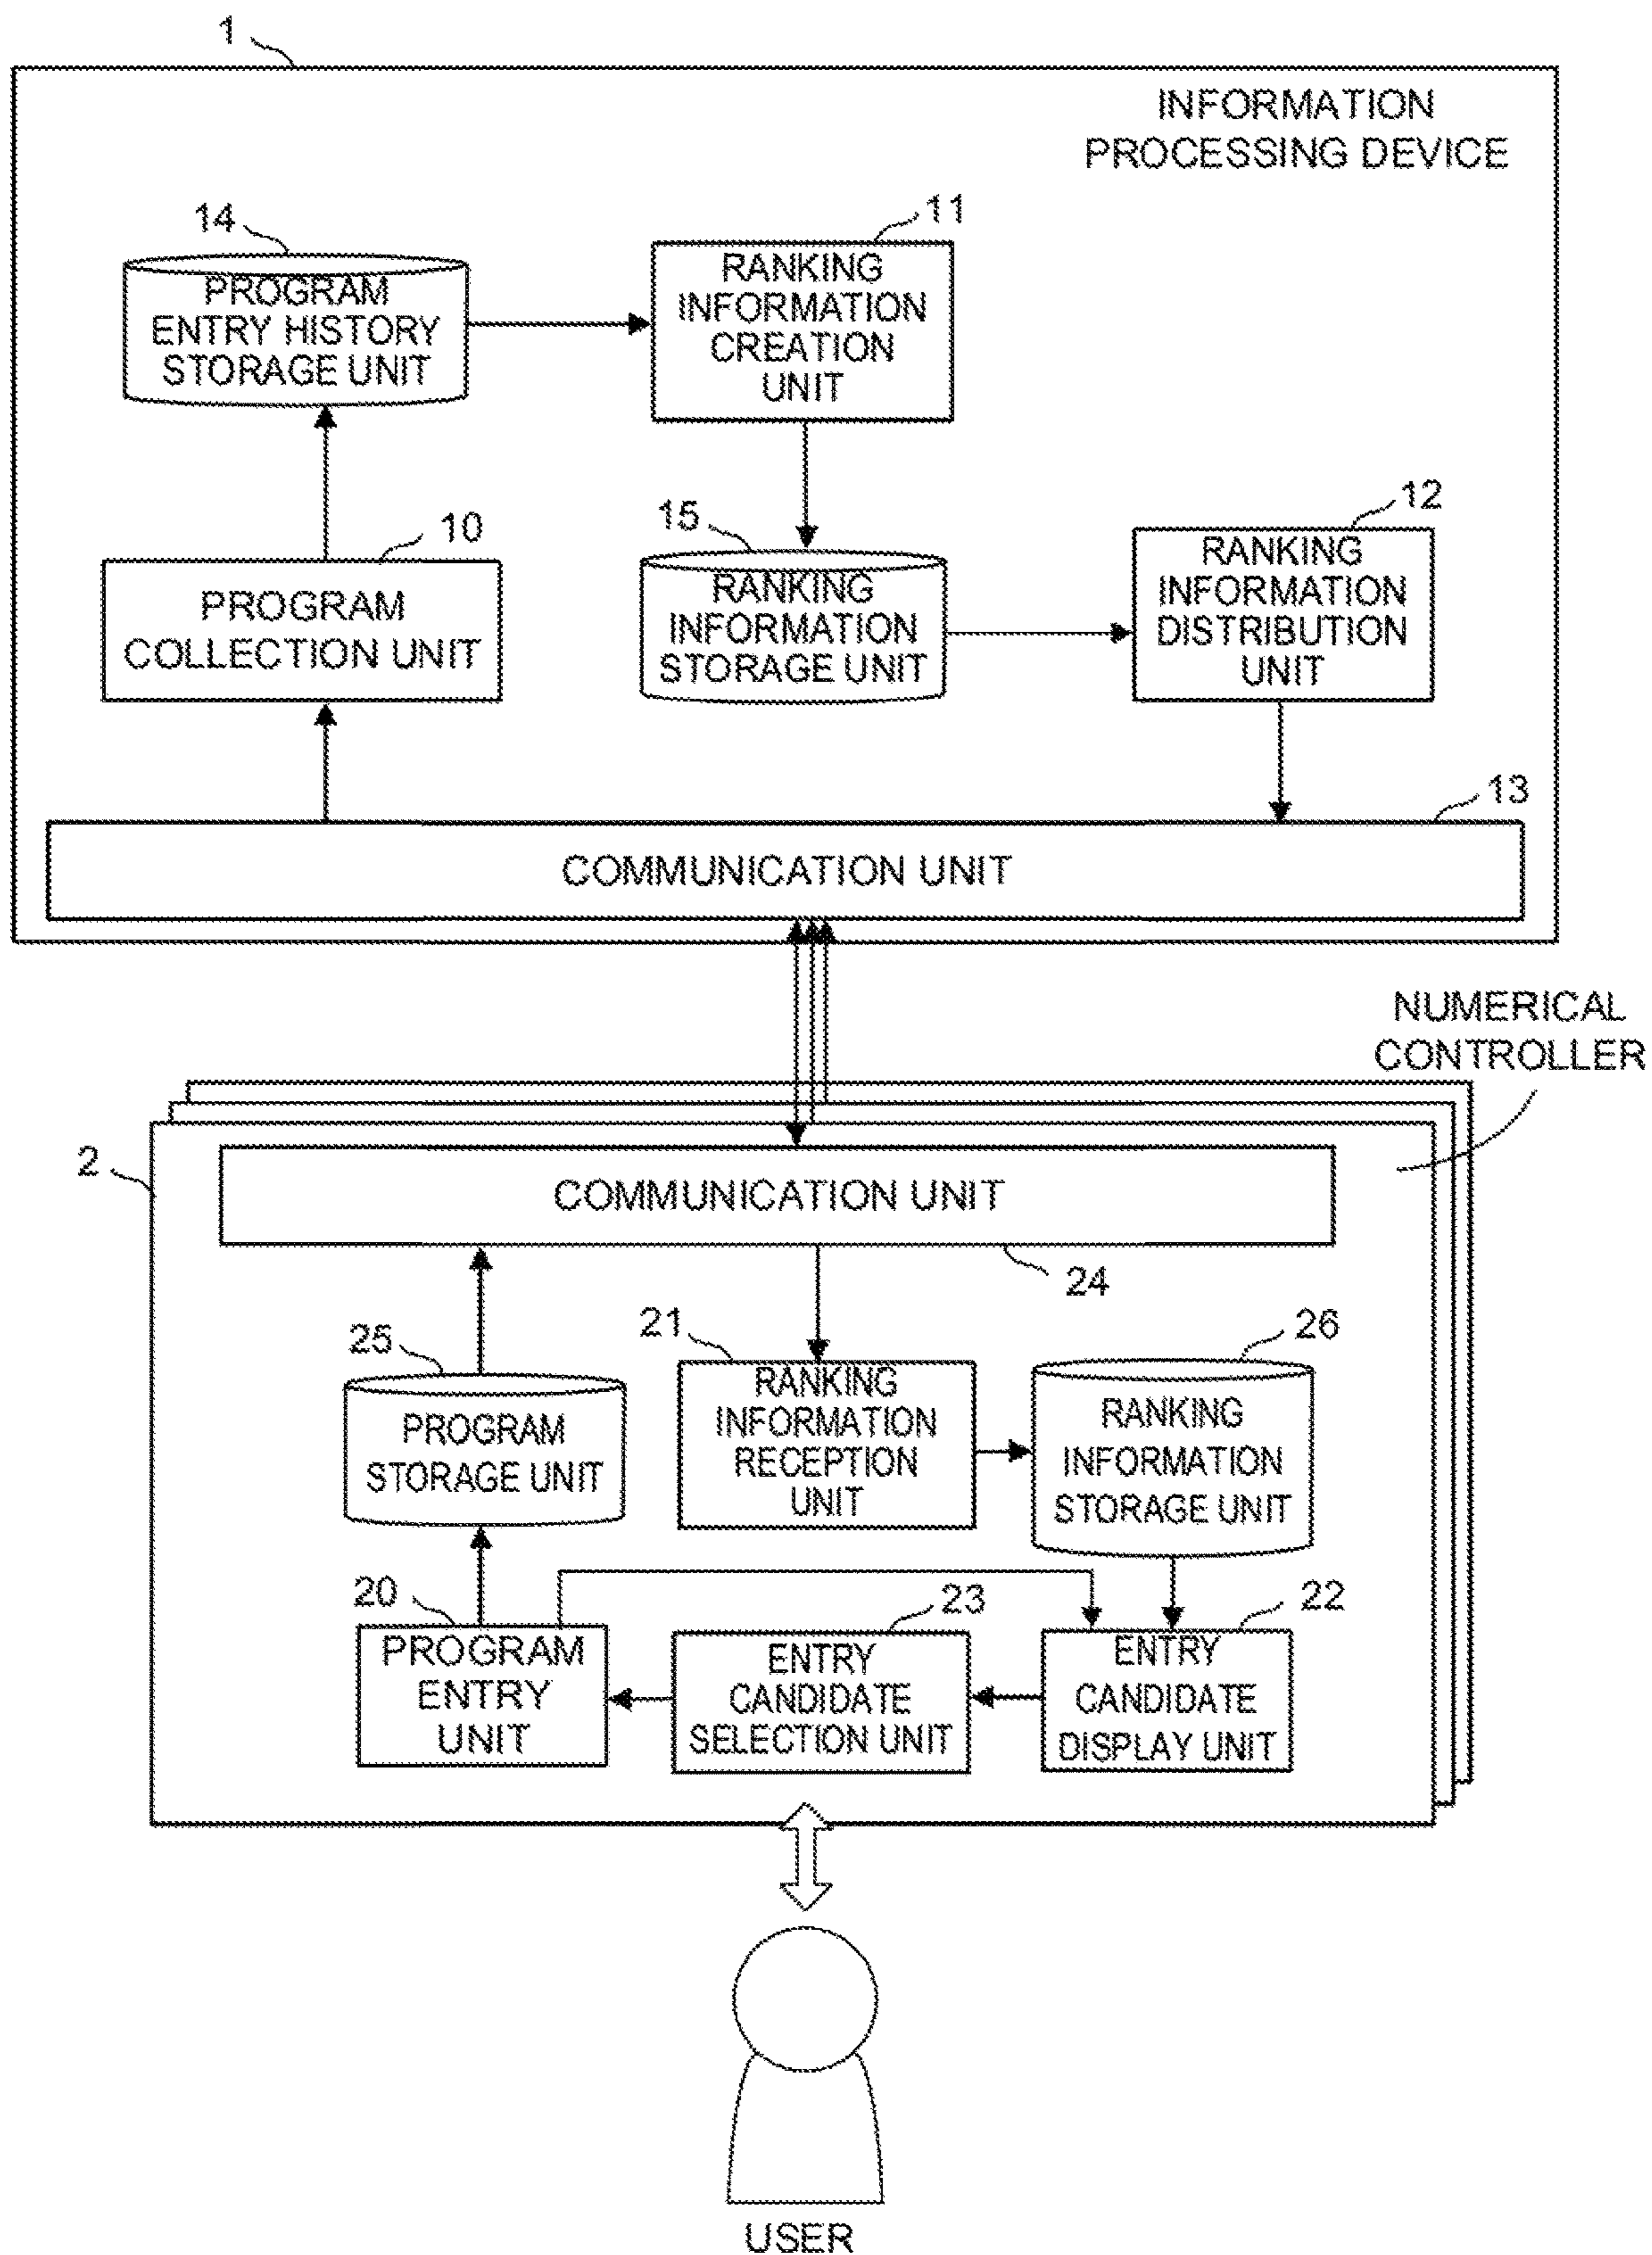 1
INFORMATION
PROCESSING DEVICE
14
PROGRAM
ENTRY HISTORY
STORAGE UNIT
11
RANKING
INFORMATION
CREATION
UNIT
10
PROGRAM
COLLECTION UNIT
15
RANKING
INFORMATION
STORAGE UNIT
12
RANKING
INFORMATION
DISTRIBUTION
UNIT
13
COMMUNICATION UNIT
NUMERICAL
CONTROLLER
2
COMMUNICATION UNIT
24
25
PROGRAM
STORAGE UNIT
21
RANKING
INFORMATION
RECEPTION
UNIT
26
RANKING
INFORMATION
STORAGE UNIT
20
PROGRAM
ENTRY
UNIT
23
ENTRY
CANDIDATE
SELECTION UNIT
22
ENTRY
CANDIDATE
DISPLAY UNIT
USER